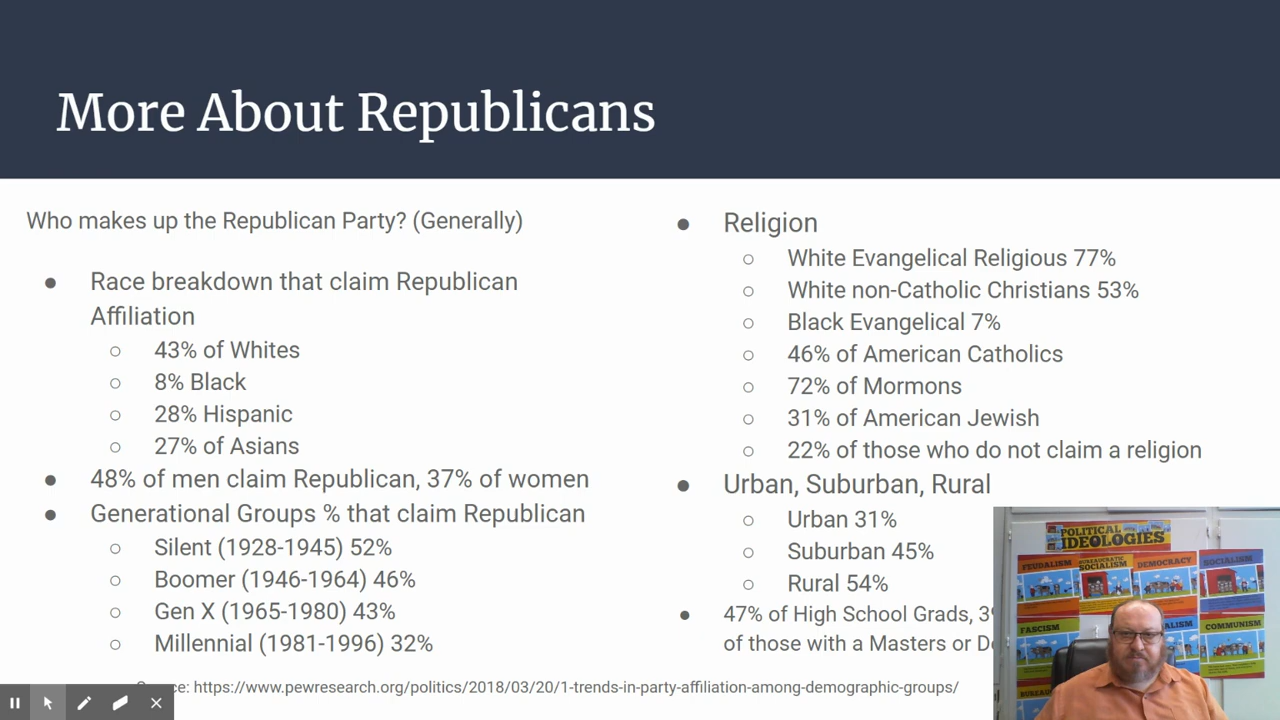 More About Republicans
Who makes up the Republican Party? (Generally)
● Race breakdown that claim Republican
Affiliation
○ 43% of Whites
○ 8% Black
○ 28% Hispanic
○ 27% of Asians
● 48% of men claim Republican, 37% of women
● Generational Groups % that claim Republican
○ Silent (1928-1945) 52%
○ Boomer (1946-1964) 46%
○ Gen X (1965-1980) 43%
○ Millennial (1981-1996) 32%
● Religion
○ White Evangelical Religious 77%
○ White non-Catholic Christians 53%
○ Black Evangelical 7%
○ 46% of American Catholics
○ 72% of Mormons
○ 31% of American Jewish
○ 22% of those who do not claim a religion
● Urban, Suburban, Rural
○ Urban 31%
○ Suburban 45%
○ Rural 54%
● 47% of High School Grads,
of those with a Masters or
https://www.pewresearch.org/politics/2018/03/20/1-trends-in-party-affiliation-among-demographic-groups/
POLITICAL
IDEOLOGIES
FEUDALISM
BUREAUCRATIC
SOCIALISM
DEMOCRACY
SOCIALISM
FASCISM
COMMUNISM